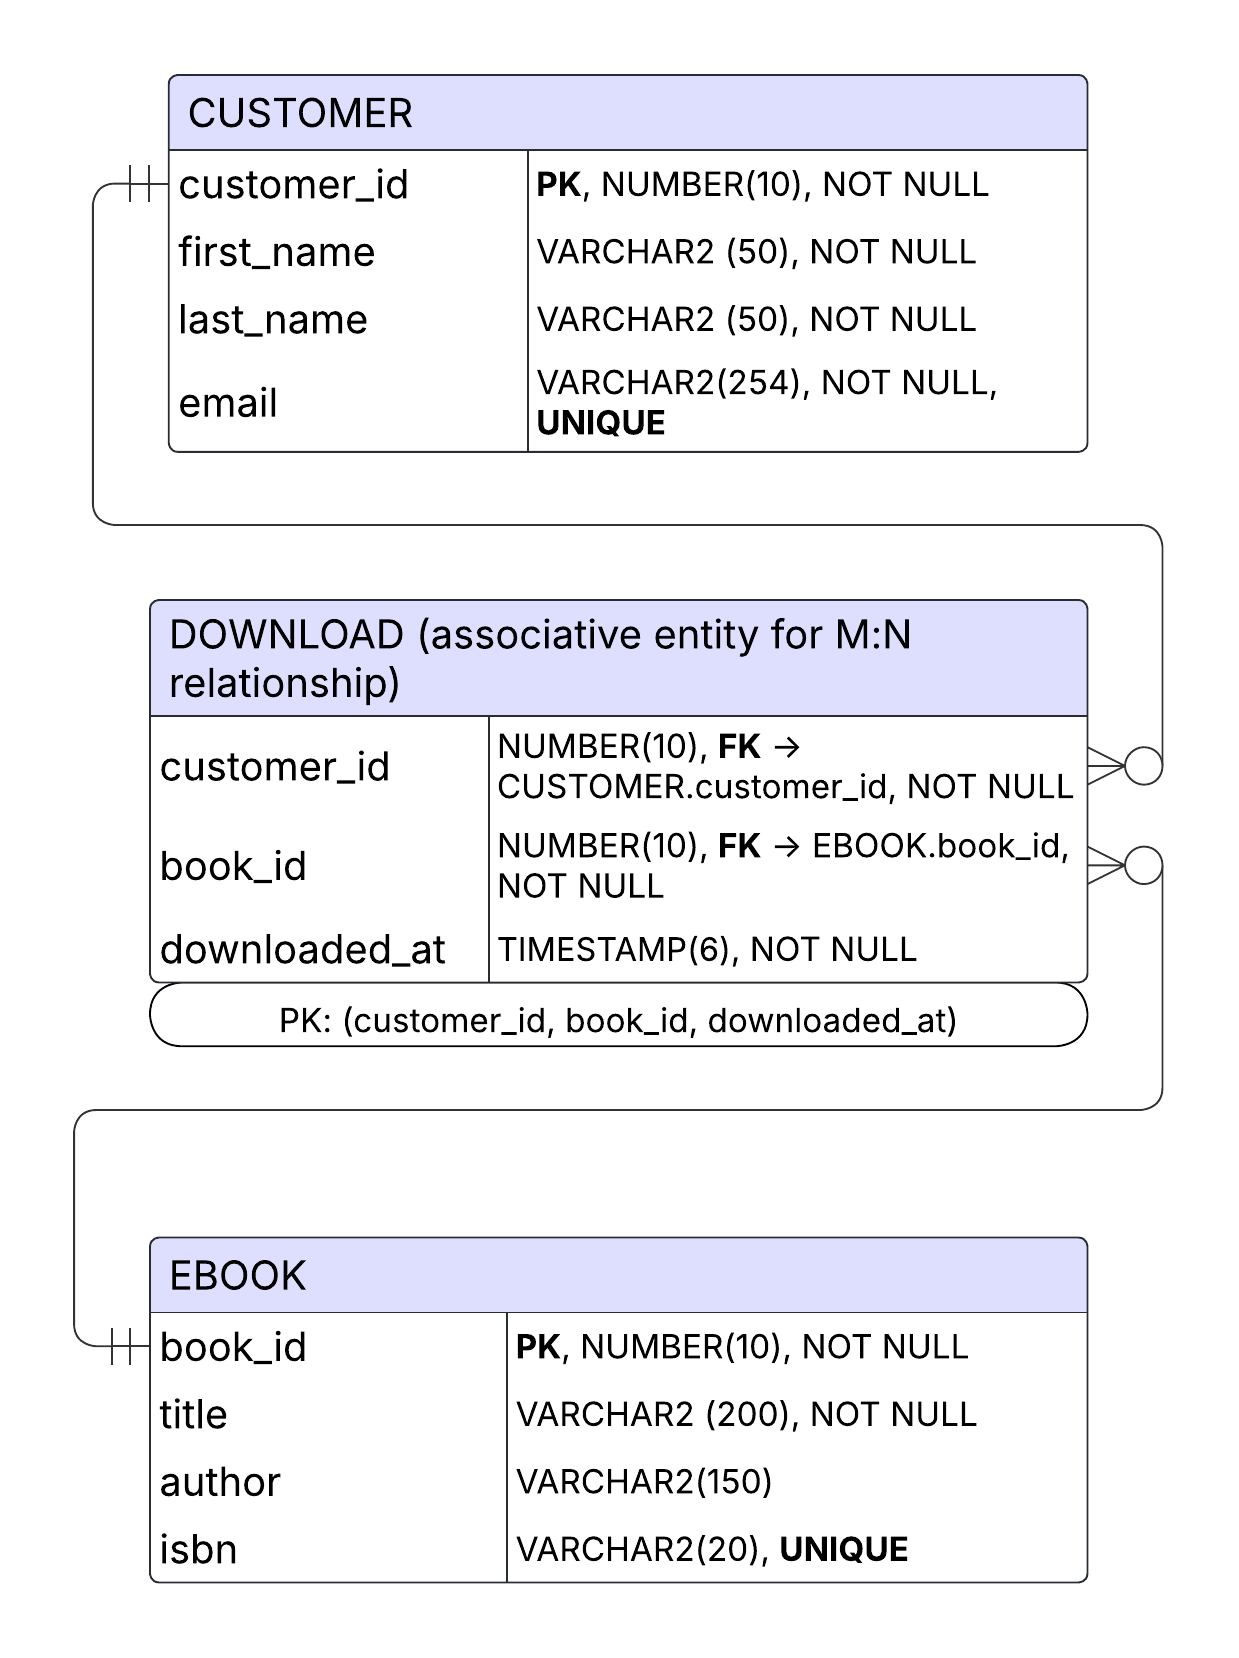 CUSTOMER
customer_id PK, NUMBER(10), NOT NULL
first_name VARCHAR2 (50), NOT NULL
last_name VARCHAR2 (50), NOT NULL
email VARCHAR2(254), NOT NULL,
UNIQUE
DOWNLOAD (associative entity for M:N
relationship)
customer_id NUMBER(10), FK →
CUSTOMER.customer_id, NOT NULL
book_id NUMBER(10), FK → EBOOK.book_id,
NOT NULL
downloaded_at TIMESTAMP(6), NOT NULL
PK: (customer_id, book_id, downloaded_at)
EBOOK
book_id PK, NUMBER(10), NOT NULL
title VARCHAR2 (200), NOT NULL
author VARCHAR2(150)
isbn VARCHAR2(20), UNIQUE